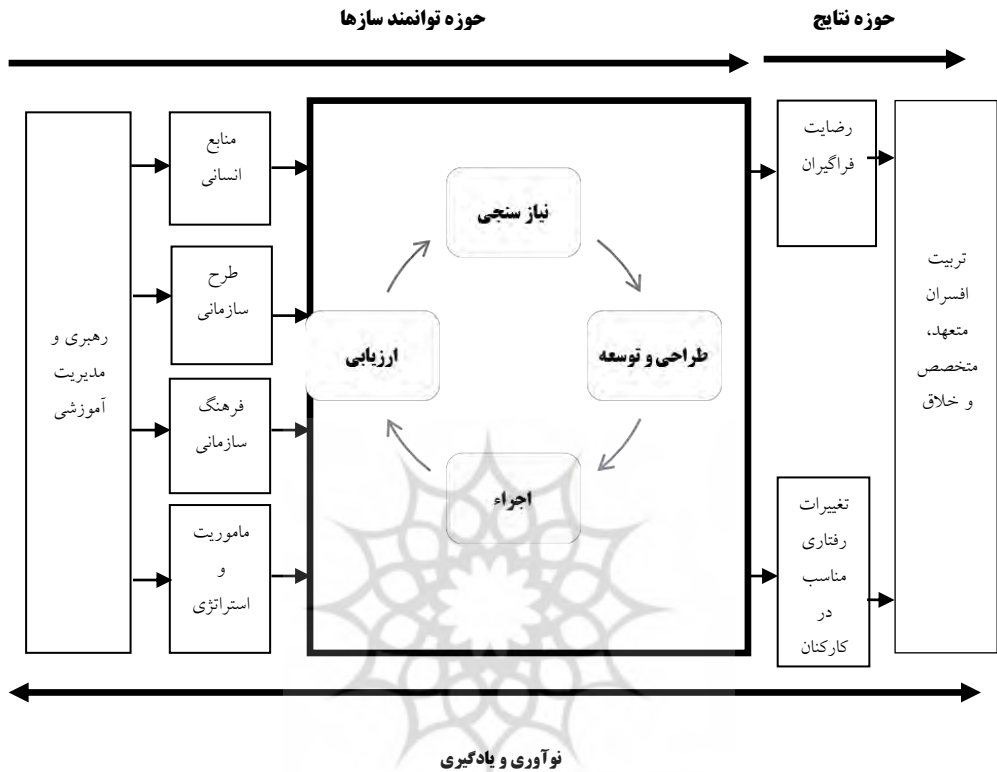 حوزه توانمند سازها
حوزه نتایج
رهبری و
مدیریت
آموزشی
منابع
انسانی
طرح
سازمانی
فرهنگ
سازمانی
ماموریت
و
استراتژی
نیاز سنجی
طراحی و توسعه
اجراء
ارزیابی
رضایت
فراگیران
تغییرات
رفتاری
مناسب
در
کارکنان
تربیت
افسران
متعهد،
متخصص
و خلاق
نوآوری و یادگیری